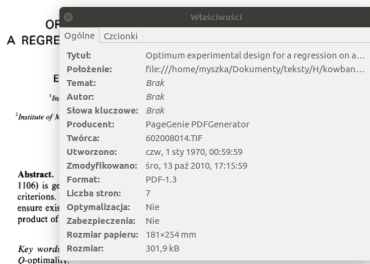 Właściwości
Ogólne Czcionki
Tytuł: Optimum experimental design for a regression on a...
Położenie: file:///home/myszka/Dokumenty/teksty/H/kowban...
Temat: Brak
Autor: Brak
Słowa kluczowe: Brak
Producent: PageGenie PDFGenerator
Twórca: 602008014.TIF
Utworzono: czw, 1 sty 1970, 00:59:59
Zmodyfikowano: śro, 13 paź 2010, 17:15:59
Format: PDF-1.3
Liczba stron: 7
Optymalizacja: Nie
Zabezpieczenia: Nie
Rozmiar papieru: 181×254 mm
Rozmiar: 301,9 kB
OP
A REGRE
E
¹In
²Institute of M
Abstract.
1106) is ge
criterions.
ensure exis
product of
Key words
Q-optimality.